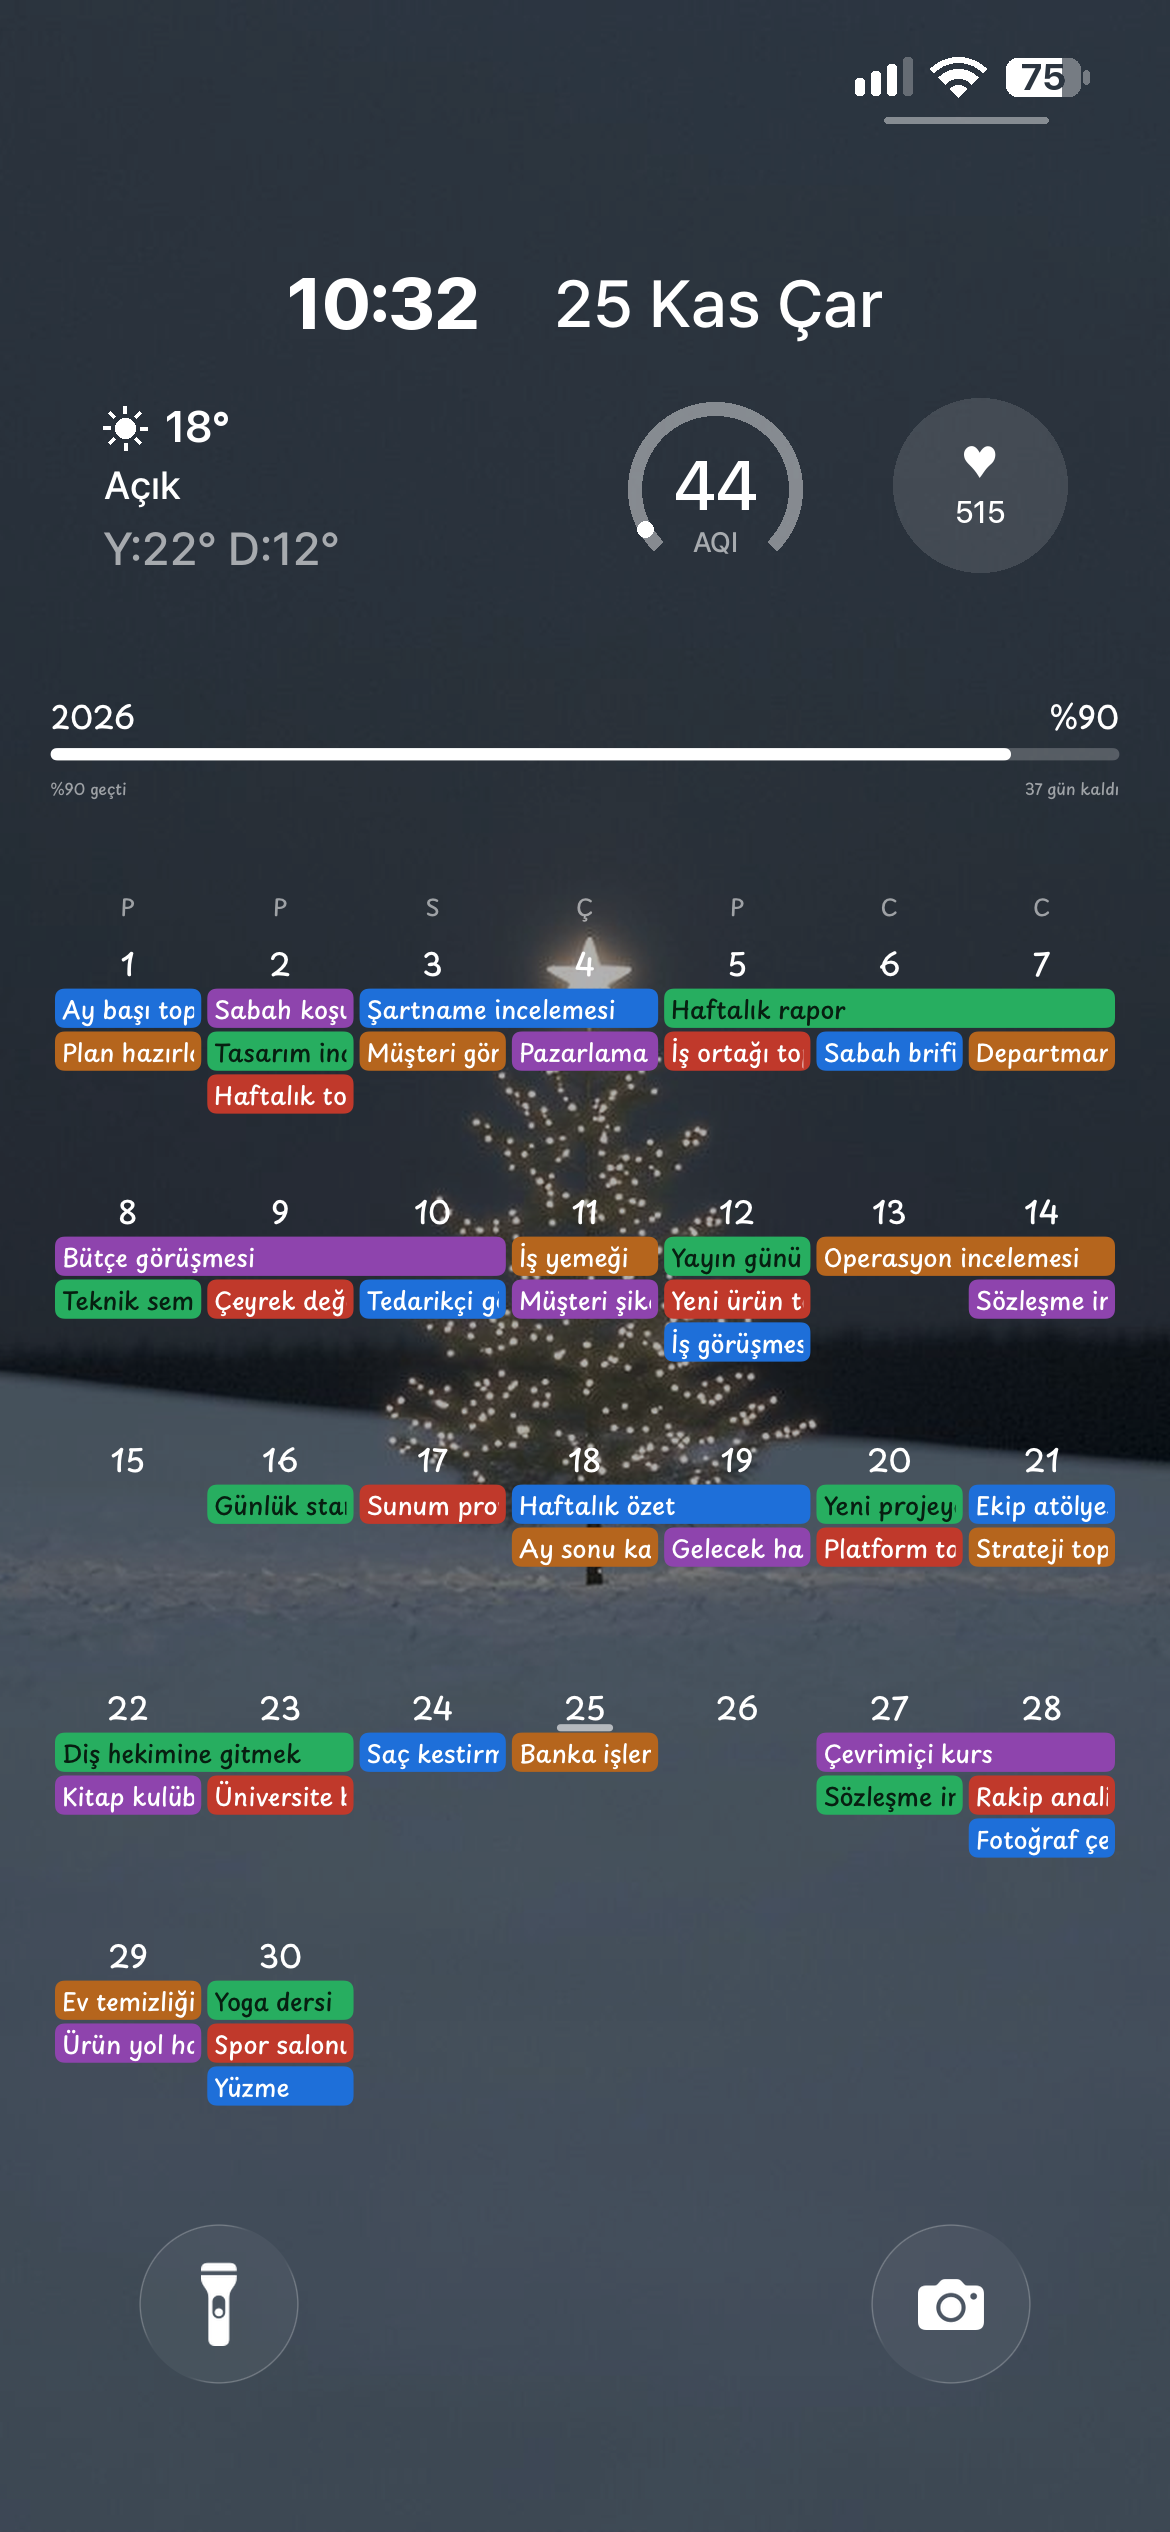 75
10:32 25 Kas Çar
18°
Açık
Y:22° D:12°
44
AQI
515
2026 %90
%90 geçti 37 gün kaldı
P P S Ç P C C
1 2 3 4 5 6 7
Ay başı top Sabah koşu Şartname incelemesi Haftalık rapor
Plan hazırl Tasarım inc Müşteri gör Pazarlama İş ortağı to Sabah brifi Departman
Haftalık to
8 9 10 11 12 13 14
Bütçe görüşmesi İş yemeği Yayın günü Operasyon incelemesi
Teknik sem Çeyrek değ Tedarikçi g Müşteri şik Yeni ürün t Sözleşme in
İş görüşmes
15 16 17 18 19 20 21
Günlük sta Sunum pro Haftalık özet Yeni projey Ekip atölye
Ay sonu ka Gelecek ha Platform to Strateji top
22 23 24 25 26 27 28
Diş hekimine gitmek Saç kestirm Banka işler Çevrimiçi kurs
Kitap kulüb Üniversite Sözleşme in Rakip anali
Fotoğraf çe
29 30
Ev temizliği Yoga dersi
Ürün yol ha Spor salonu
Yüzme